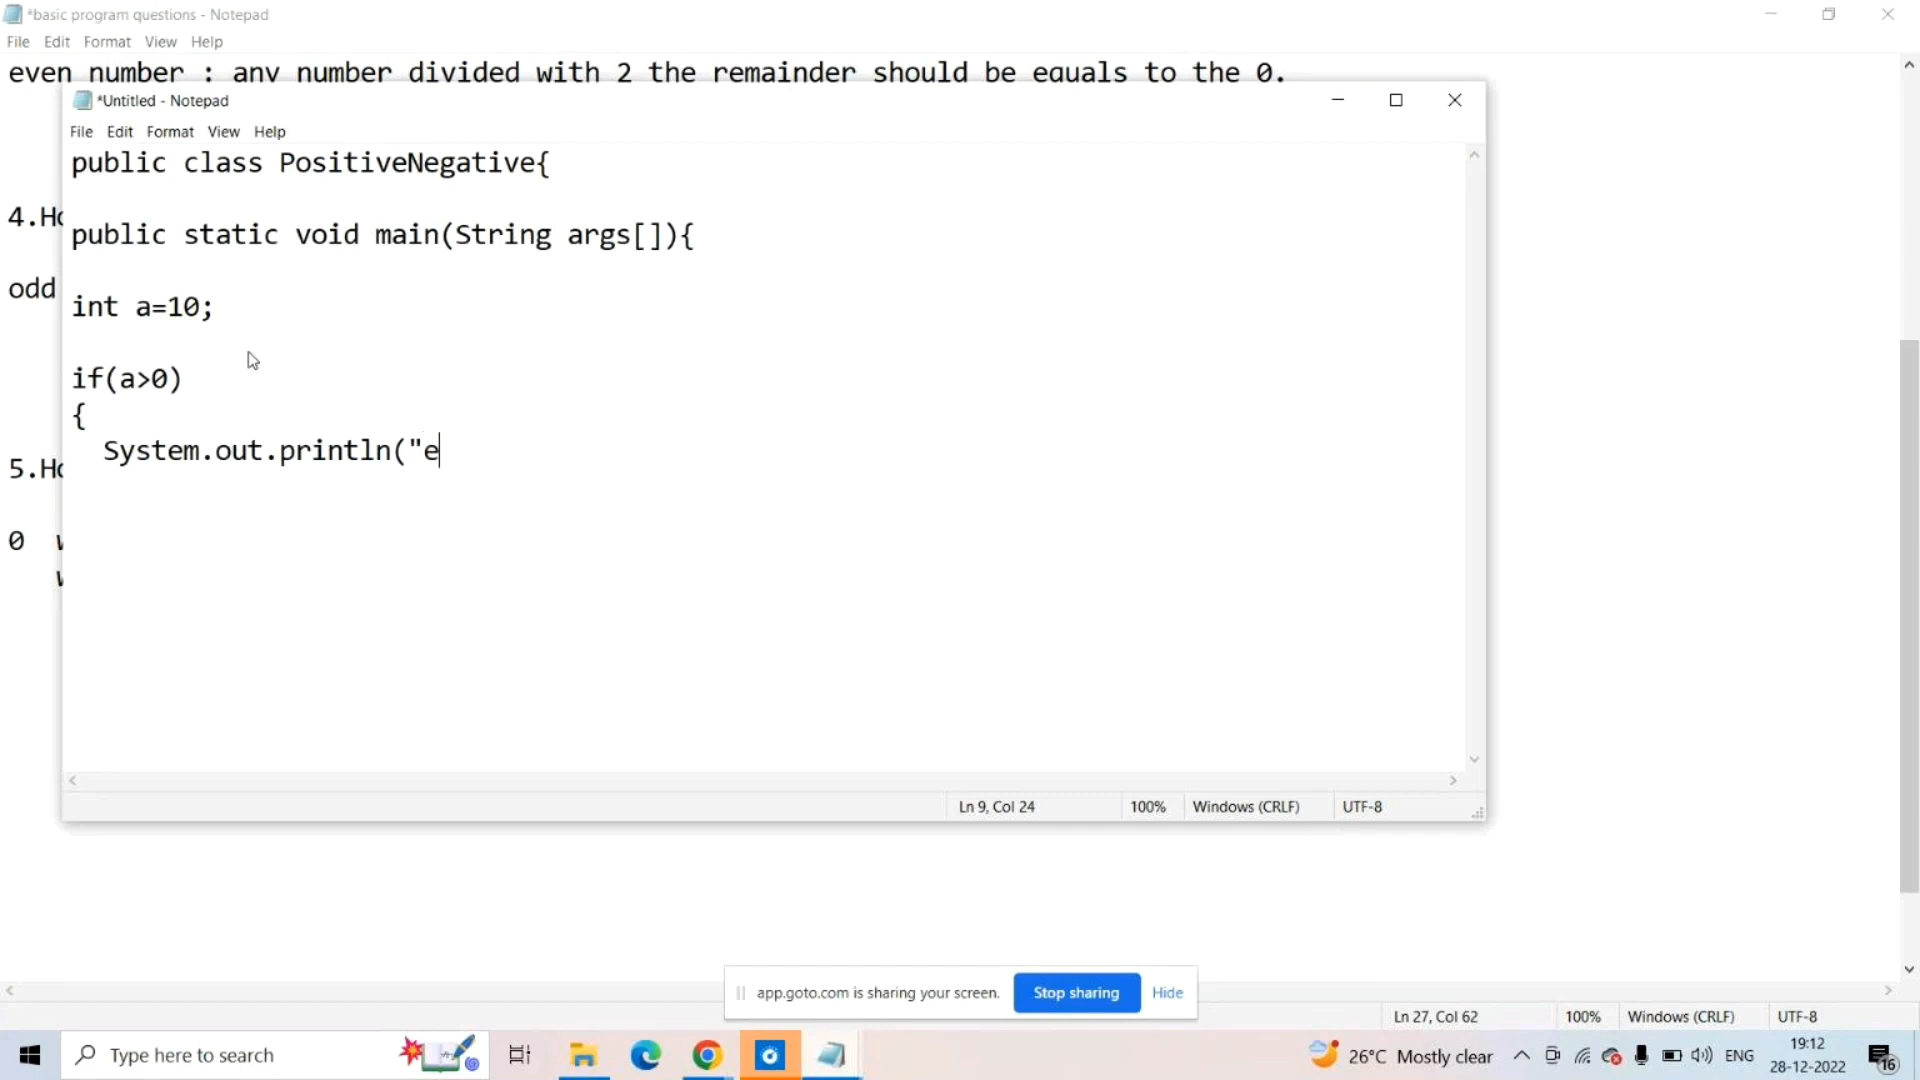 *basic program questions - Notepad
File Edit Format View Help
even number : any number divided with 2 the remainder should be equals to the 0.
*Untitled - Notepad
File Edit Format View Help
public class PositiveNegative{
4.Ho
public static void main(String args[]){
odd
int a=10;
if(a>0)
{
System.out.println("e
5.Ho
0
Ln 9, Col 24 100% Windows (CRLF) UTF-8
app.goto.com is sharing your screen. Stop sharing Hide
Ln 27, Col 62 100% Windows (CRLF) UTF-8
Type here to search
26°C Mostly clear ENG
19:12
28-12-2022
16